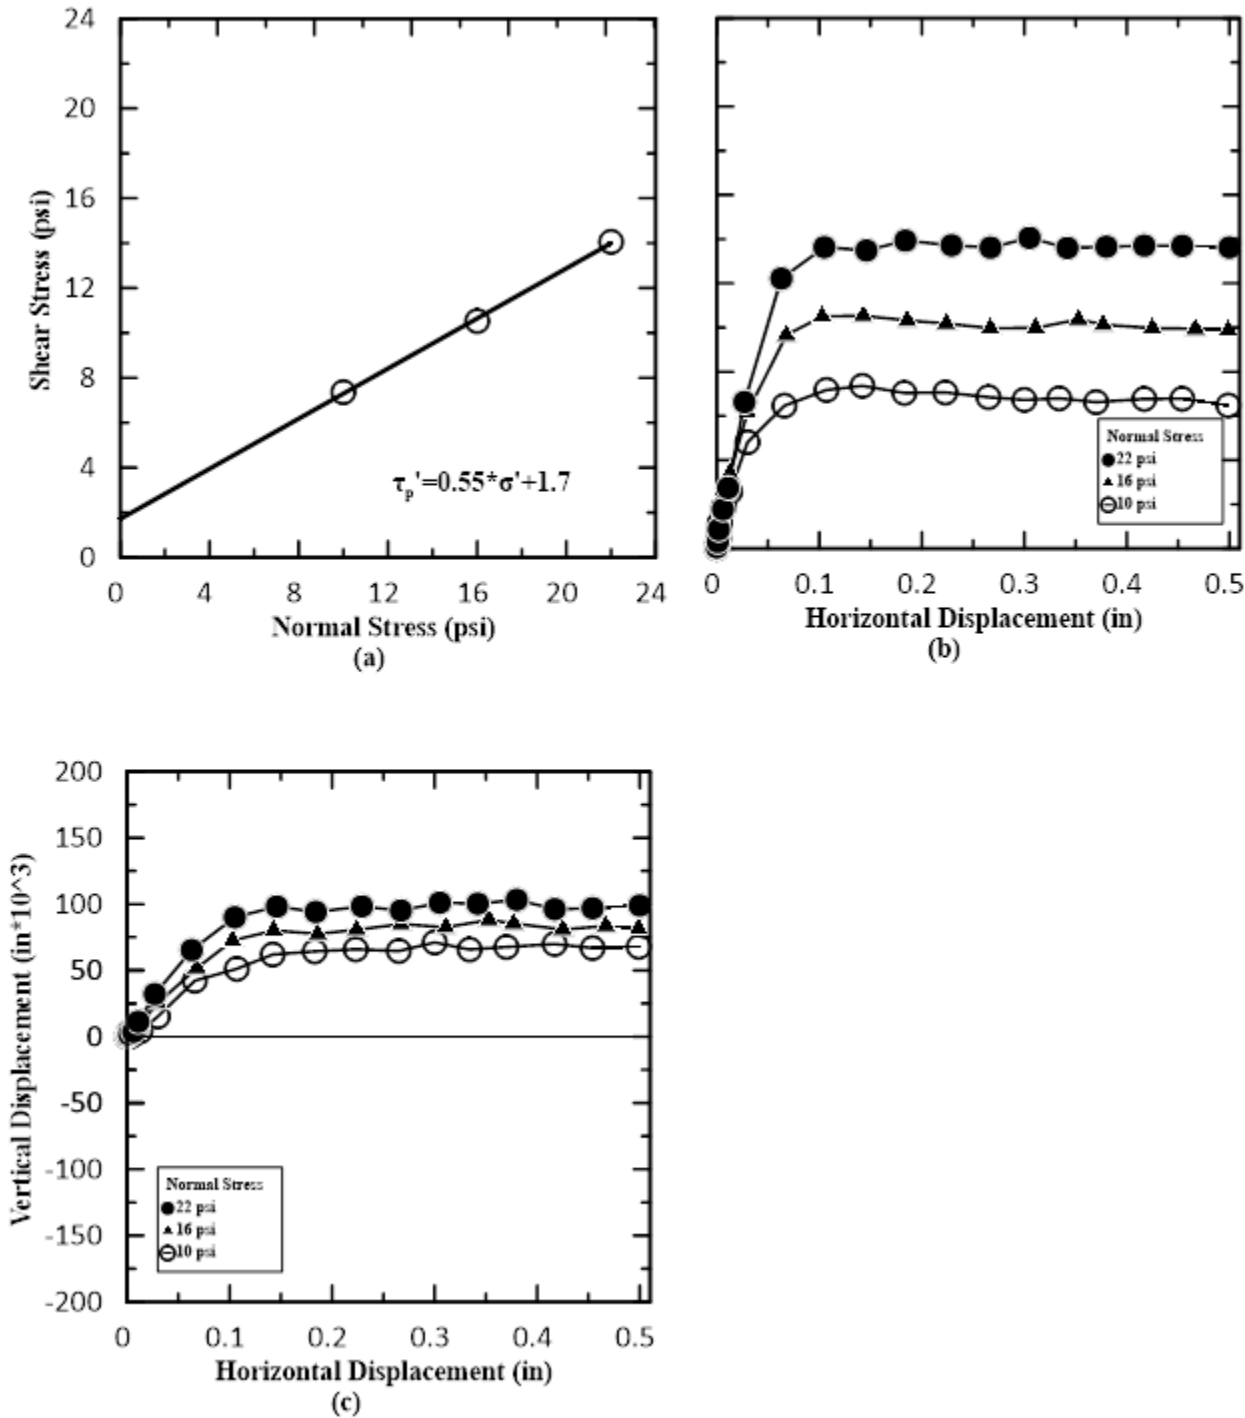 24
20
16
12
8
4
0
Shear Stress (psi)
τp'=0.55*σ'+1.7
0 4 8 12 16 20 24
Normal Stress (psi)
(a)
Normal Stress
22 psi
16 psi
10 psi
0 0.1 0.2 0.3 0.4 0.5
Horizontal Displacement (in)
(b)
200
150
100
50
0
-50
-100
-150
-200
Vertical Displacement (in*10^3)
Normal Stress
22 psi
16 psi
10 psi
0 0.1 0.2 0.3 0.4 0.5
Horizontal Displacement (in)
(c)